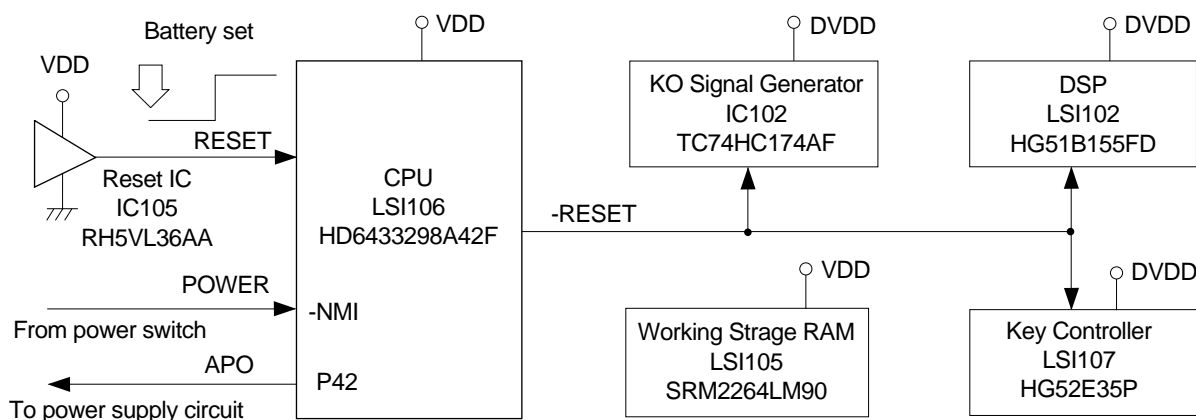 Battery set
VDD
VDD
DVDD
DVDD
RESET
Reset IC
IC105
RH5VL36AA
CPU
LSI106
HD6433298A42F
KO Signal Generator
IC102
TC74HC174AF
DSP
LSI102
HG51B155FD
-RESET
POWER
From power switch
-NMI
APO
To power supply circuit
P42
VDD
Working Strage RAM
LSI105
SRM2264LM90
DVDD
Key Controller
LSI107
HG52E35P